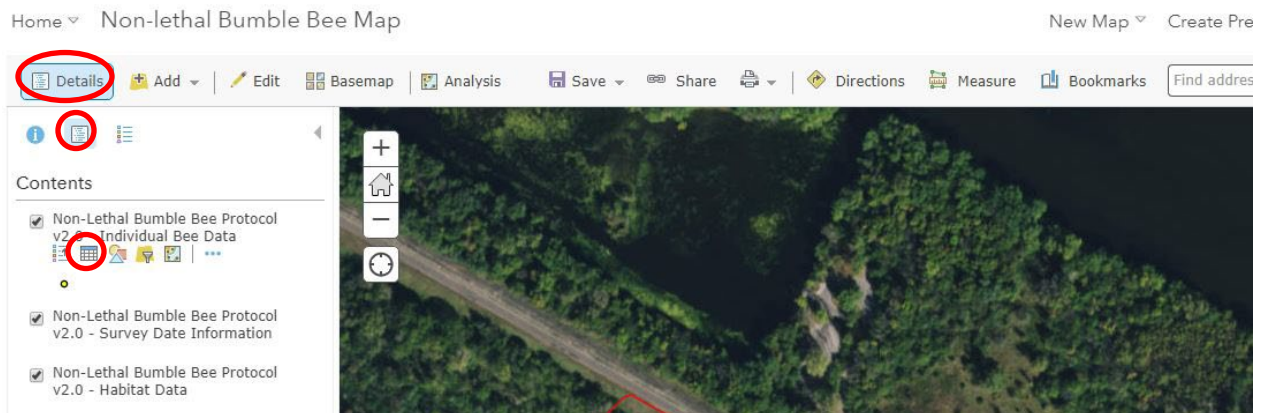 Home Non-lethal Bumble Bee Map New Map Create Pre
Details Add Edit Basemap Analysis Save Share Directions Measure Bookmarks Find addres
Contents
Non-Lethal Bumble Bee Protocol
v2.0 - Individual Bee Data
Non-Lethal Bumble Bee Protocol
v2.0 - Survey Date Information
Non-Lethal Bumble Bee Protocol
v2.0 - Habitat Data